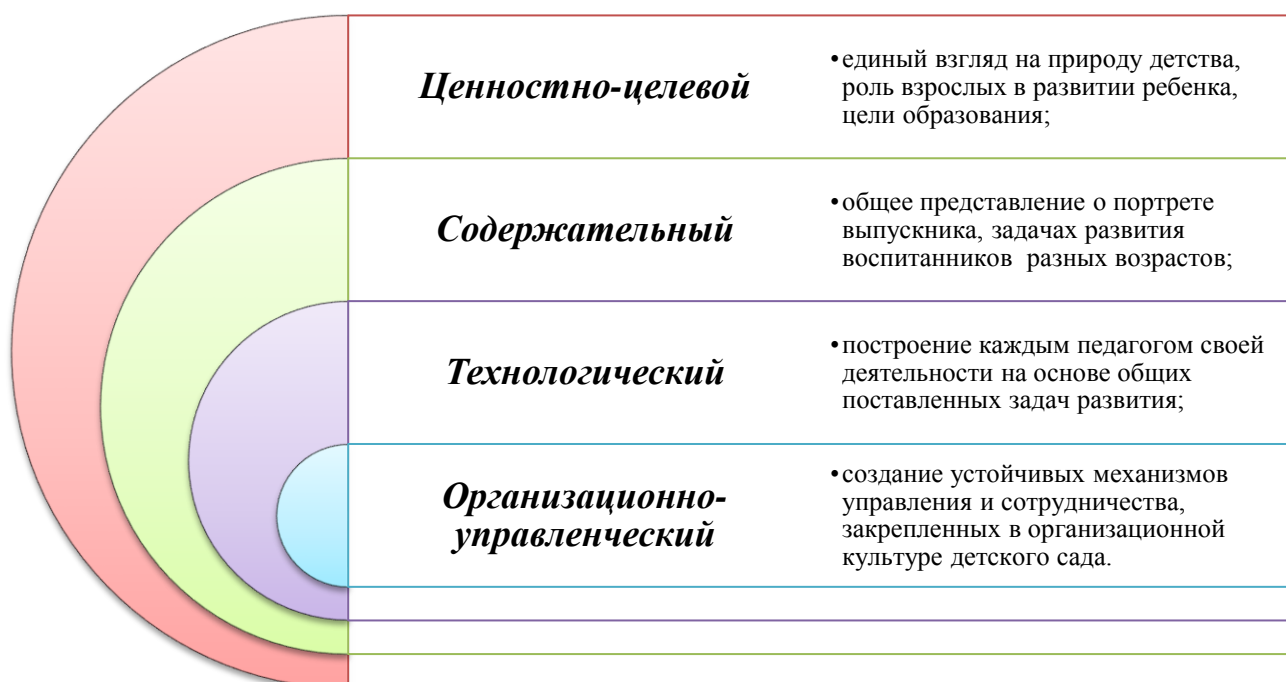 Ценностно-целевой
•единый взгляд на природу детства,
роль взрослых в развитии ребенка,
цели образования;
Содержательный
•общее представление о портрете
выпускника, задачах развития
воспитанников  разных возрастов;
Технологический
•построение каждым педагогом своей
деятельности на основе общих
поставленных задач развития;
Организационно-
управленческий
•создание устойчивых механизмов
управления и сотрудничества,
закрепленных в организационной
культуре детского сада.